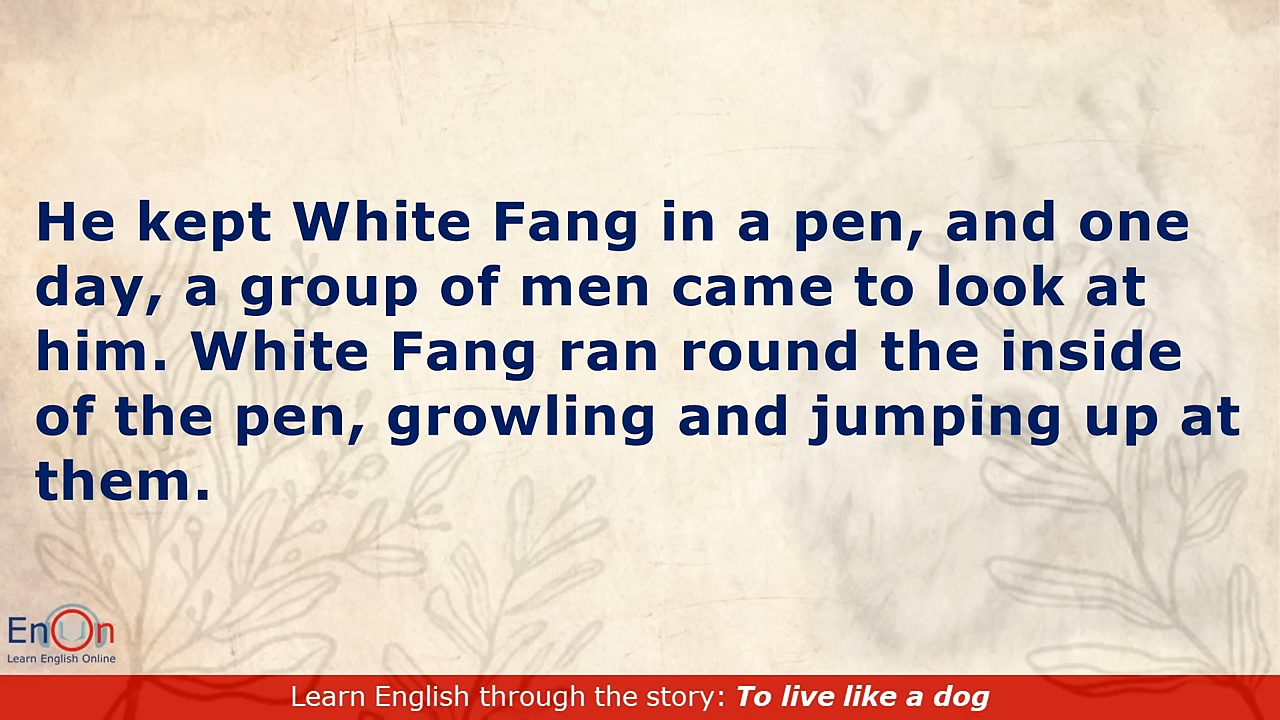 He kept White Fang in a pen, and one
day, a group of men came to look at
him. White Fang ran round the inside
of the pen, growling and jumping up at
them.
EnOn
Learn English Online
Learn English through the story: To live like a dog